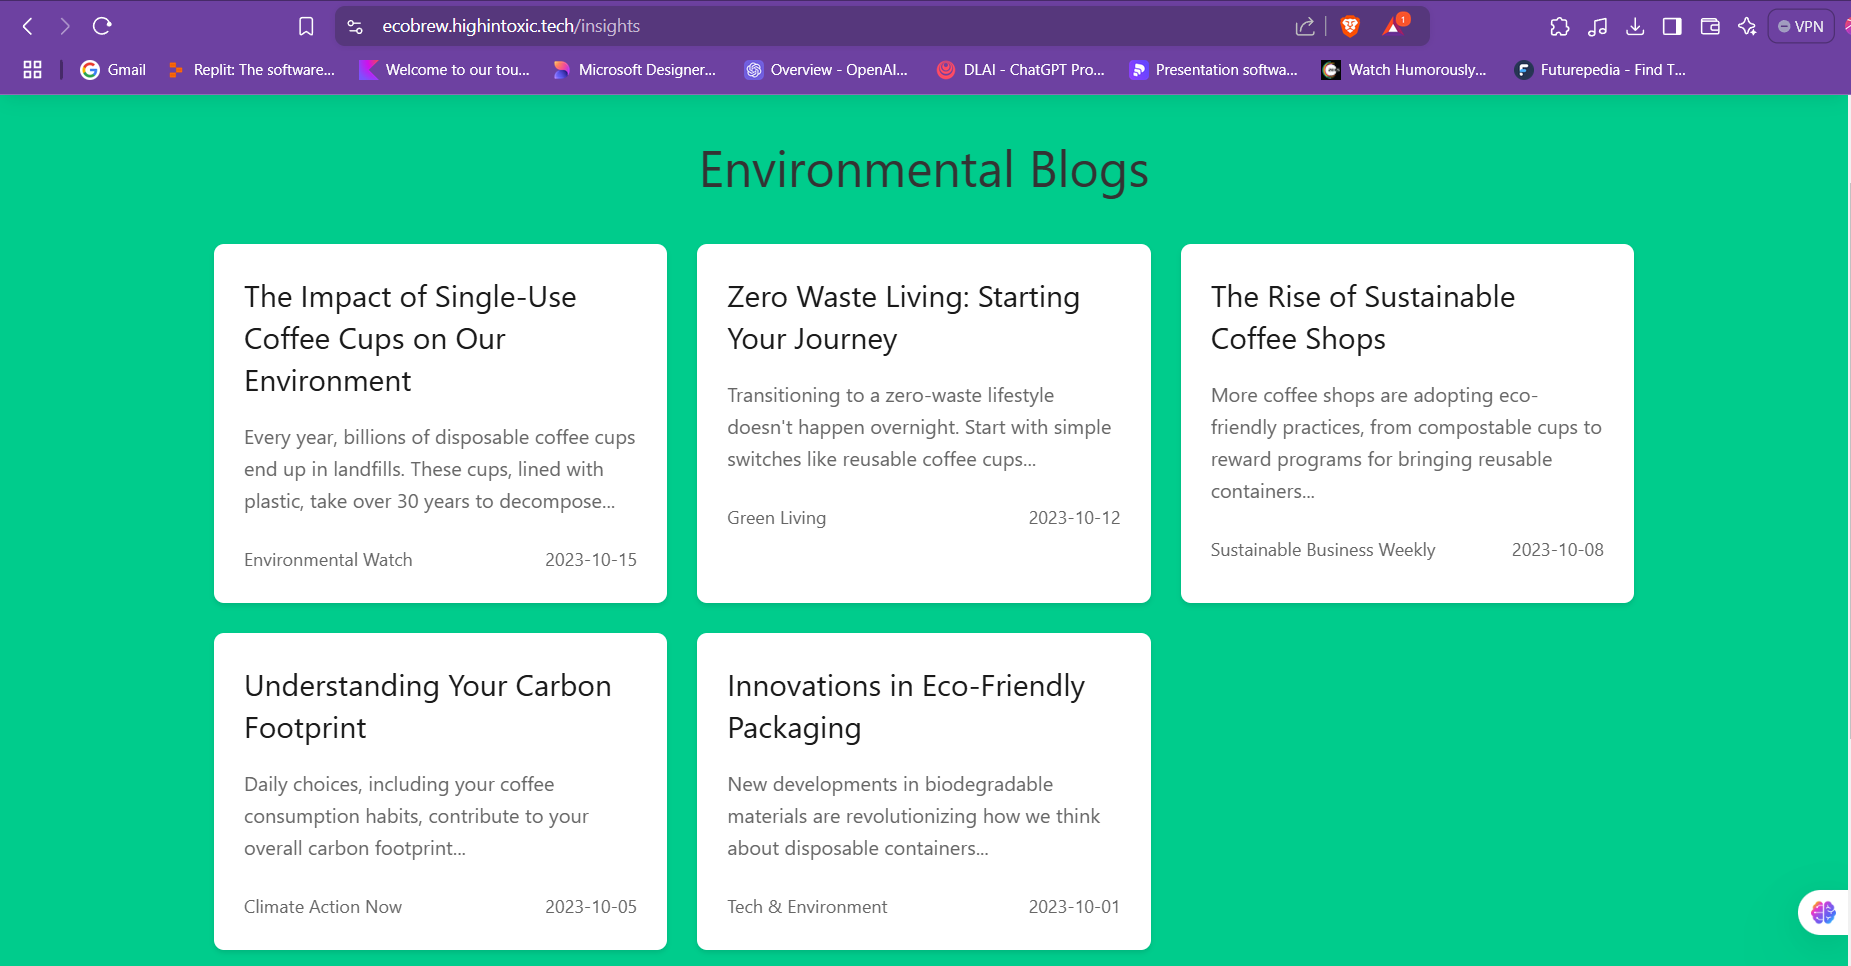 ecobrew.highintoxic.tech/insights
1
VPN
Gmail
Replit: The software...
Welcome to our tou...
Microsoft Designer...
Overview - OpenAI...
DLAI - ChatGPT Pro...
Presentation softwa...
Watch Humorously...
Futurepedia - Find T...
Environmental Blogs
The Impact of Single-Use
Coffee Cups on Our
Environment
Every year, billions of disposable coffee cups
end up in landfills. These cups, lined with
plastic, take over 30 years to decompose...
Environmental Watch 2023-10-15
Zero Waste Living: Starting
Your Journey
Transitioning to a zero-waste lifestyle
doesn't happen overnight. Start with simple
switches like reusable coffee cups...
Green Living 2023-10-12
The Rise of Sustainable
Coffee Shops
More coffee shops are adopting eco-
friendly practices, from compostable cups to
reward programs for bringing reusable
containers...
Sustainable Business Weekly 2023-10-08
Understanding Your Carbon
Footprint
Daily choices, including your coffee
consumption habits, contribute to your
overall carbon footprint...
Climate Action Now 2023-10-05
Innovations in Eco-Friendly
Packaging
New developments in biodegradable
materials are revolutionizing how we think
about disposable containers...
Tech & Environment 2023-10-01